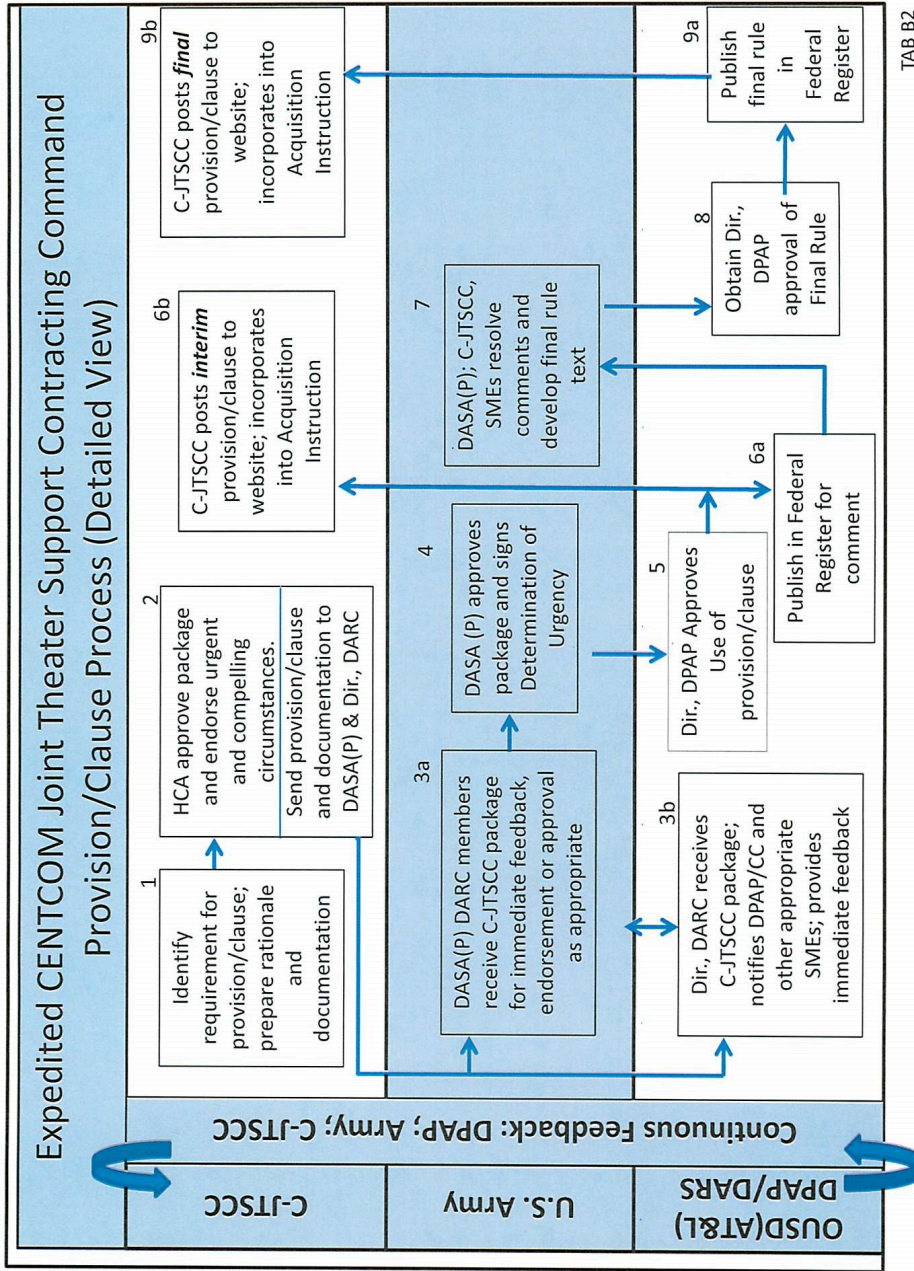 Expedited CENTCOM Joint Theater Support Contracting Command
Provision/Clause Process (Detailed View)
Continuous Feedback: DPAP; Army; C-JTSCC
C-JTSCC
1
Identify
requirement for
provision/clause;
prepare rationale
and
documentation
2
HCA approve package
and endorse urgent
and compelling
circumstances.
Send provision/clause
and documentation to
DASA(P) & Dir., DARC
6b
C-JTSCC posts interim
provision/clause to
website; incorporates
into Acquisition
Instruction
9b
C-JTSCC posts final
provision/clause to
website;
incorporates into
Acquisition
Instruction
U.S. Army
3a
DASA(P) DARC members
receive C-JTSCC package
for immediate feedback,
endorsement or approval,
as appropriate
4
DASA (P) approves
package and signs
Determination of
Urgency
7
DASA(P); C-JTSCC,
SMEs resolve
comments and
develop final rule
text
OUSD(AT&L)
DPAP/DARS
3b
Dir., DARC receives
C-JTSCC package;
notifies DPAP/CC and
other appropriate
SMEs; provides
immediate feedback
5
Dir., DPAP Approves
Use of
provision/clause
6a
Publish in Federal
Register for
comment
8
Obtain Dir.,
DPAP
approval of
Final Rule
9a
Publish
final rule
in
Federal
Register
TAB B2